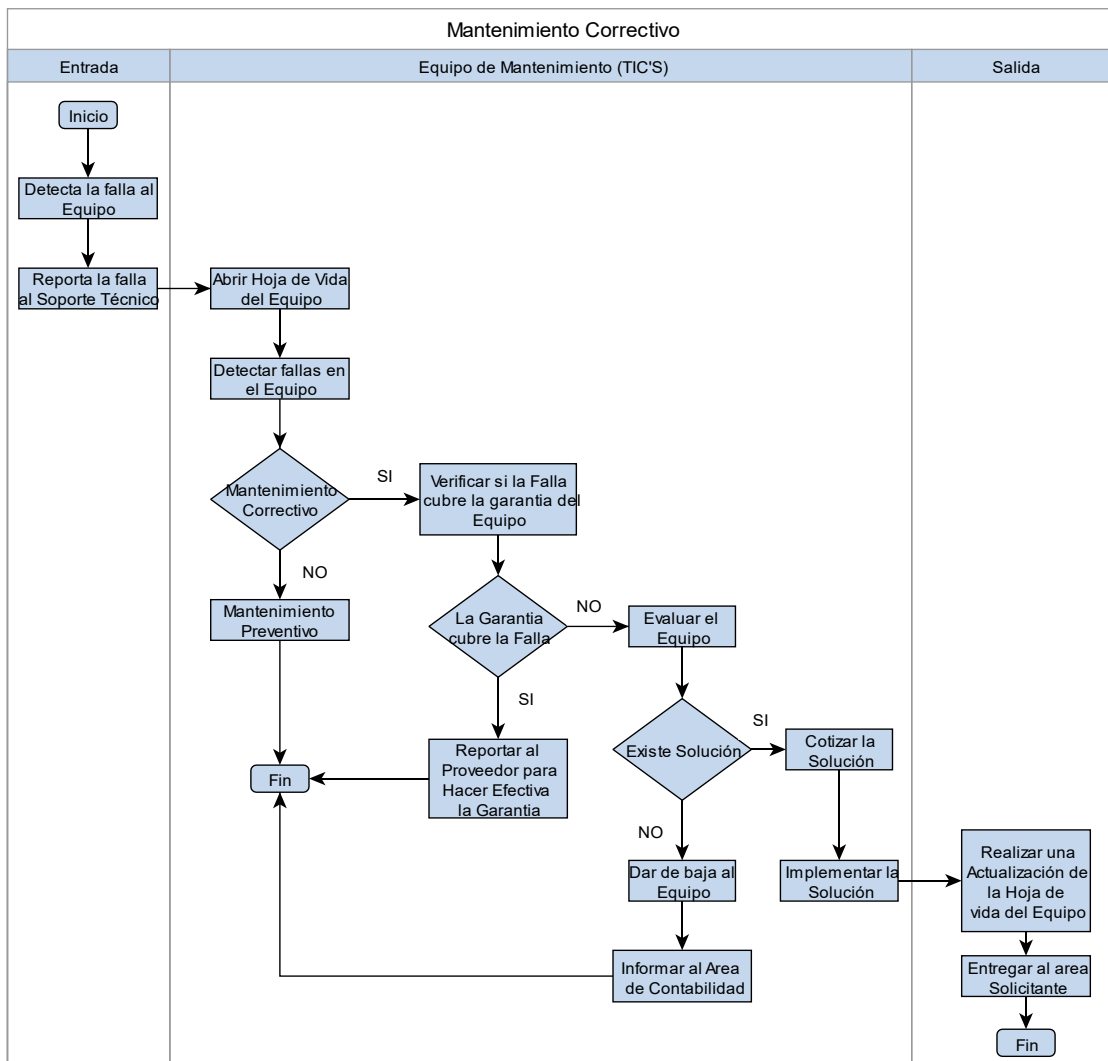 Mantenimiento Correctivo
Entrada
Equipo de Mantenimiento (TIC'S)
Salida
Inicio
Detecta la falla al
Equipo
Reporta la falla
al Soporte Técnico
Abrir Hoja de Vida
del Equipo
Detectar fallas en
el Equipo
Mantenimiento
Correctivo
SI
Verificar si la Falla
cubre la garantia del
Equipo
NO
Mantenimiento
Preventivo
La Garantia
cubre la Falla
NO
Evaluar el
Equipo
SI
Existe Solución
SI
Cotizar la
Solución
Reportar al
Proveedor para
Hacer Efectiva
la Garantia
Fin
NO
Dar de baja al
Equipo
Implementar la
Solución
Realizar una
Actualización de
la Hoja de
vida del Equipo
Informar al Area
de Contabilidad
Entregar al area
Solicitante
Fin